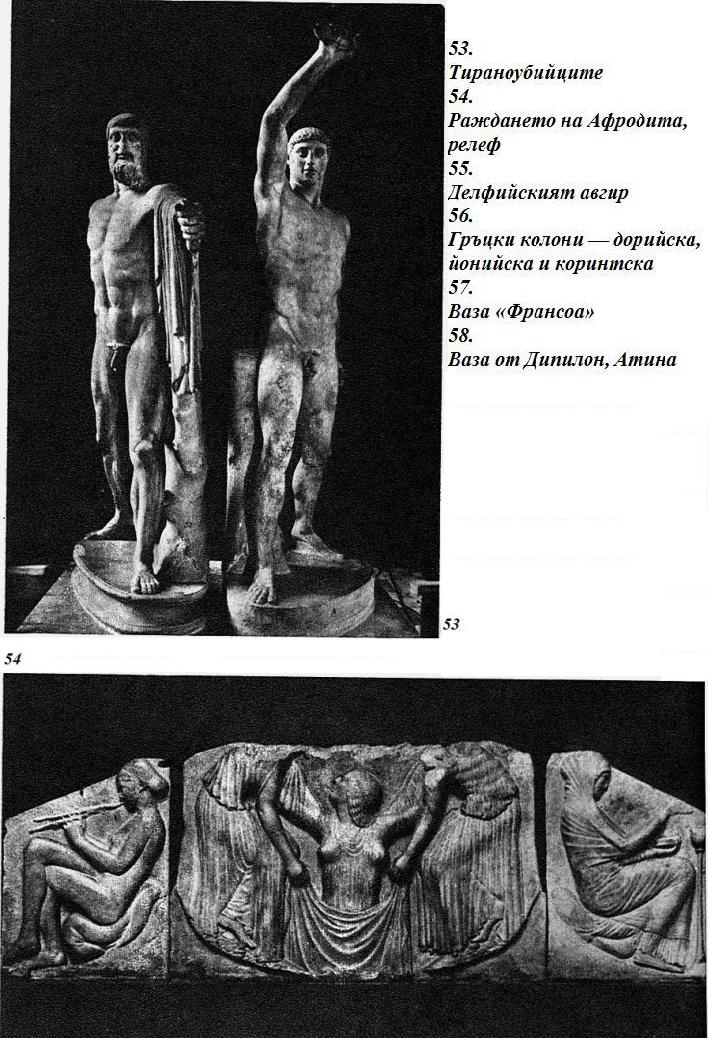 53.
Тираноубийците
54.
Раждането на Афродита,
релеф
55.
Делфийският авгир
56.
Гръцки колони — дорийска,
йонийска и коринтска
57.
Ваза «Франсоа»
58.
Ваза от Дипилон, Атина
53
54